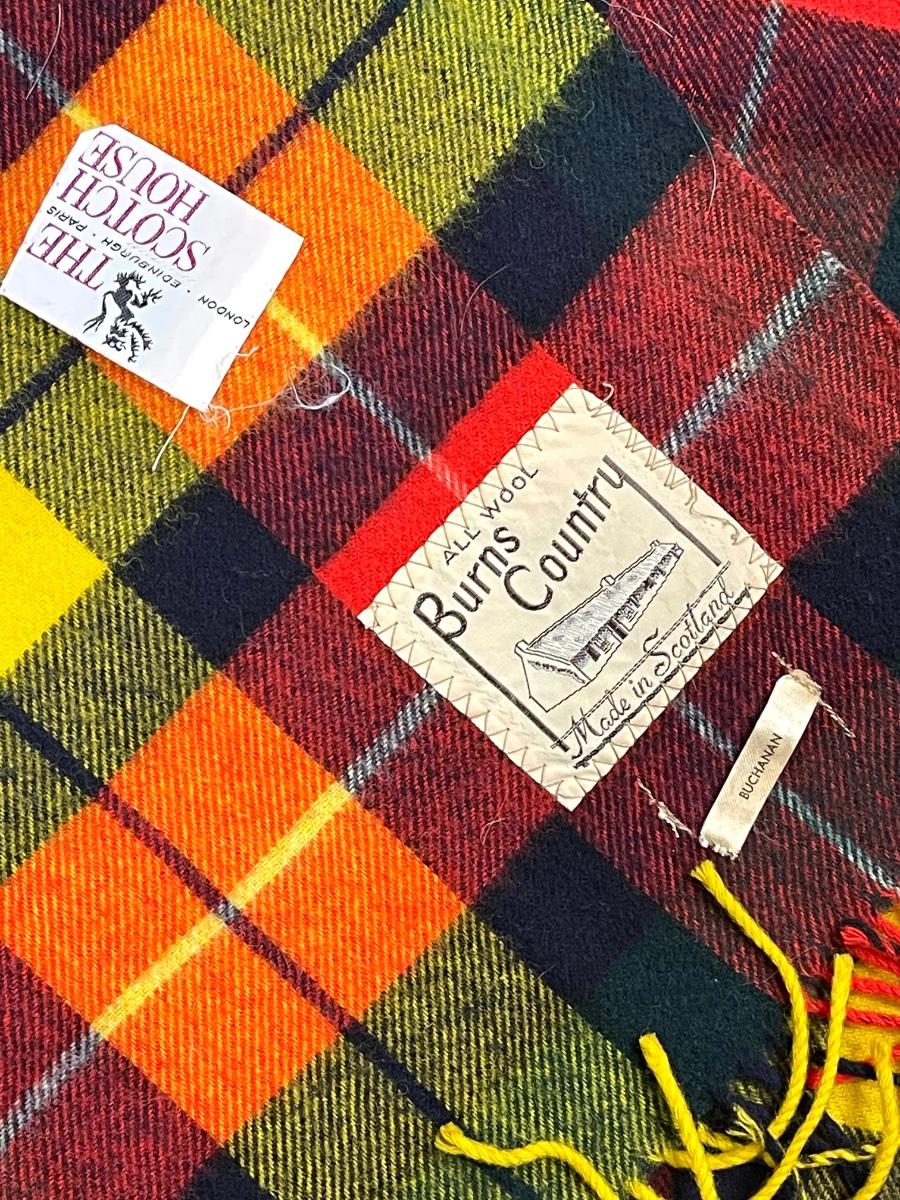 THE
SCOTCH
HOUSE
LONDON · EDINBURGH · PARIS
ALL WOOL
Burns
Country
Made in Scotland
BUCHANAN